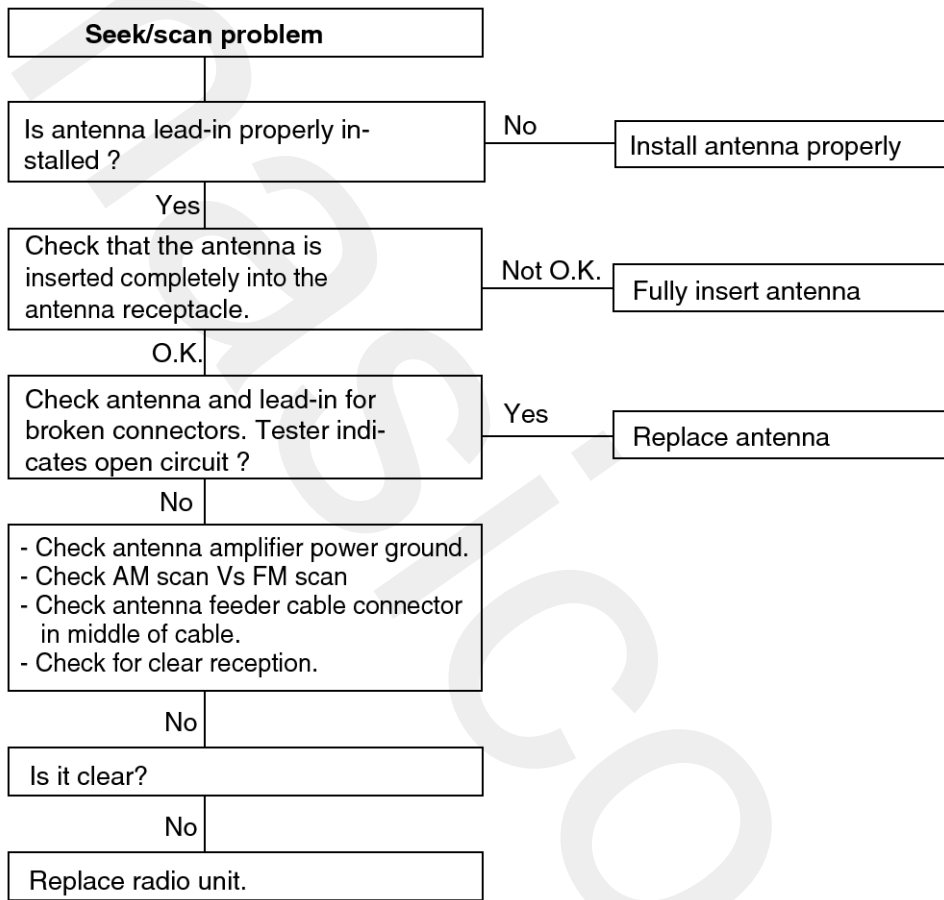 Seek/scan problem
Is antenna lead-in properly in-
stalled ?
No
Install antenna properly
Yes
Check that the antenna is
inserted completely into the
antenna receptacle.
Not O.K.
Fully insert antenna
O.K.
Check antenna and lead-in for
broken connectors. Tester indi-
cates open circuit ?
Yes
Replace antenna
No
- Check antenna amplifier power ground.
- Check AM scan Vs FM scan
- Check antenna feeder cable connector
in middle of cable.
- Check for clear reception.
No
Is it clear?
No
Replace radio unit.